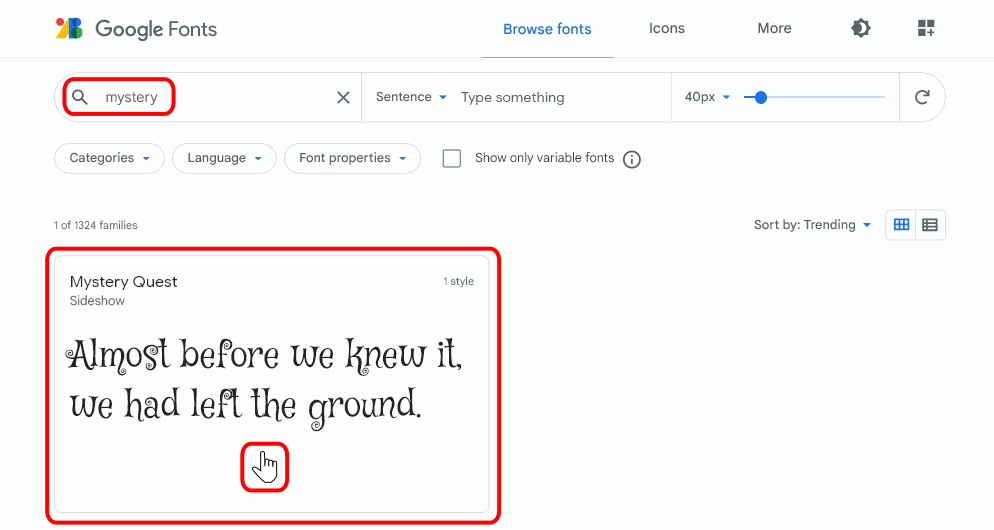 Google Fonts
Browse fonts
Icons
More
mystery
Sentence
Type something
40px
Categories
Language
Font properties
Show only variable fonts
1 of 1324 families
Sort by: Trending
Mystery Quest
1 style
Sideshow
Almost before we knew it,
we had left the ground.